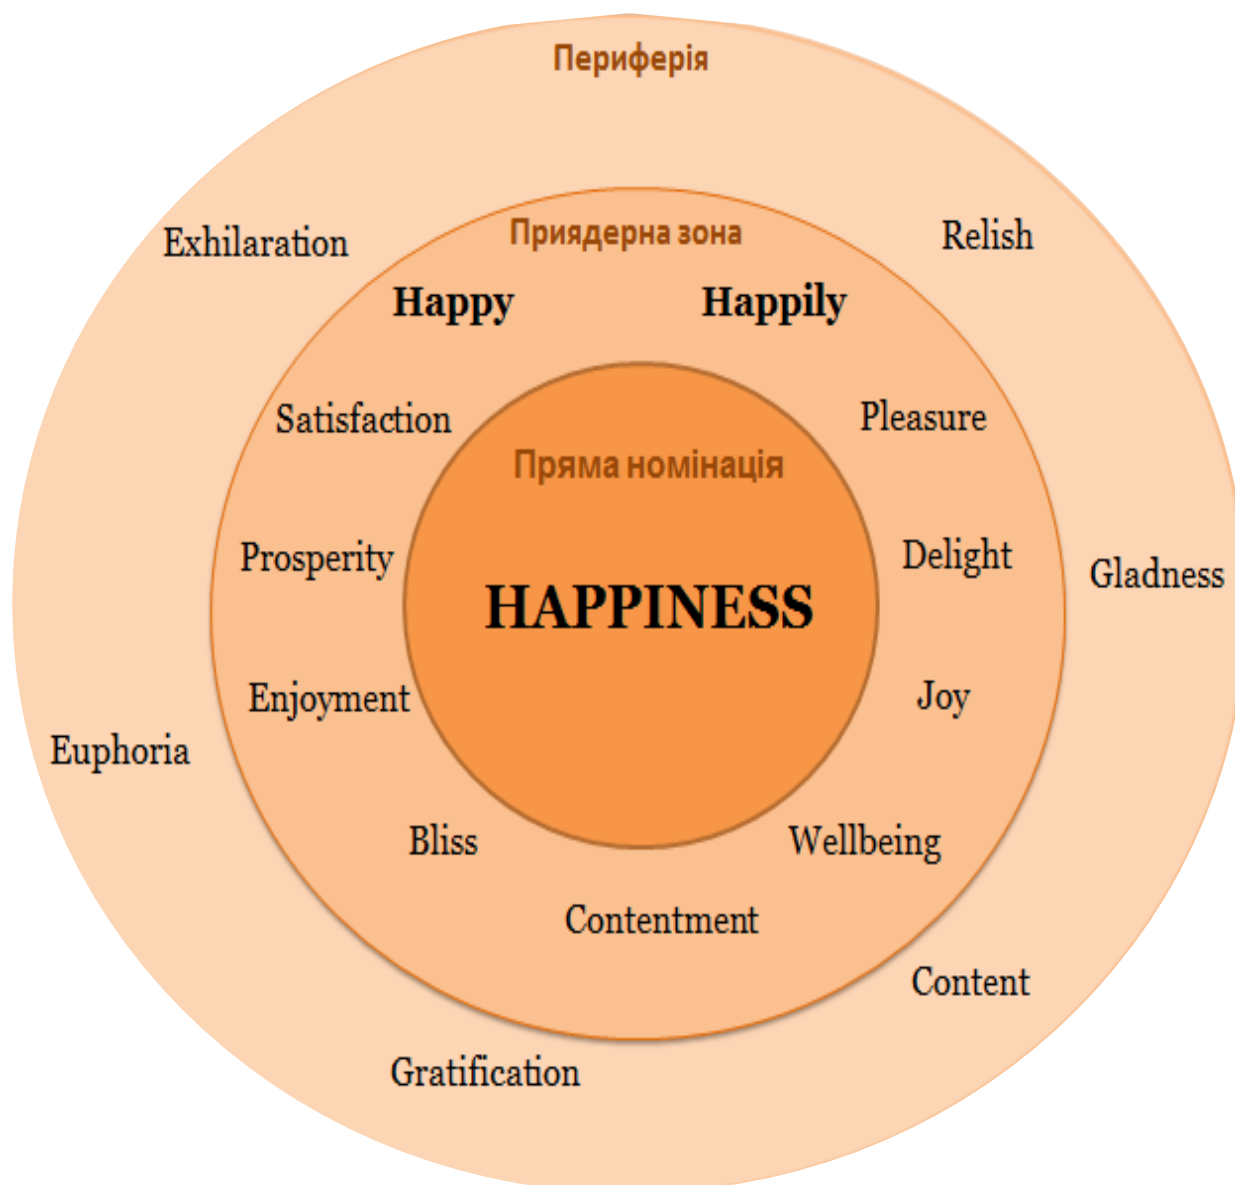 Периферія
Exhilaration
Relish
Приядерна зона
Happy
Happily
Satisfaction
Pleasure
Пряма номінація
Prosperity
Delight
Gladness
HAPPINESS
Enjoyment
Joy
Euphoria
Bliss
Wellbeing
Contentment
Content
Gratification